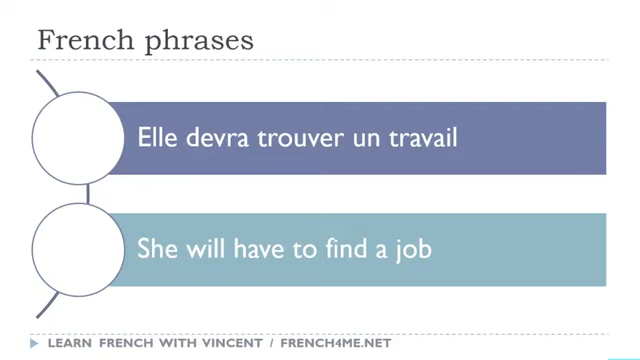 French phrases
Elle devra trouver un travail
She will have to find a job
LEARN FRENCH WITH VINCENT / FRENCH4ME.NET